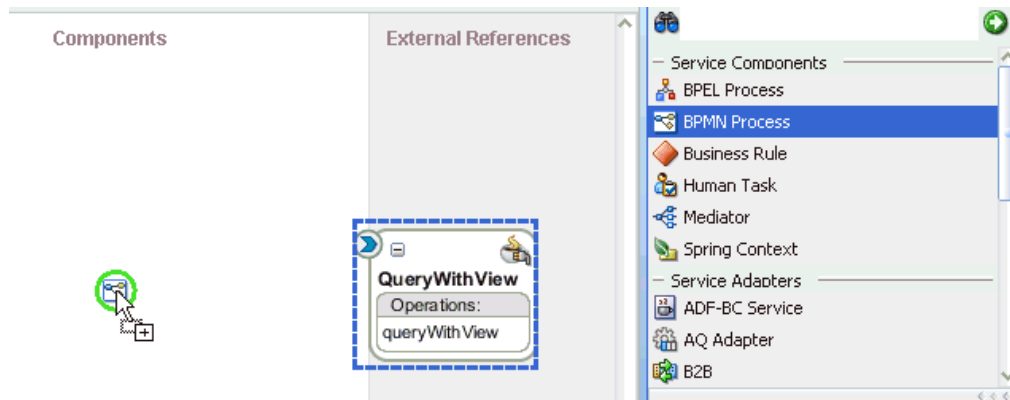 Components
External References
QueryWithView
Operations:
queryWithView
Service Components
BPEL Process
BPMN Process
Business Rule
Human Task
Mediator
Spring Context
Service Adapters
ADF-BC Service
AQ Adapter
B2B